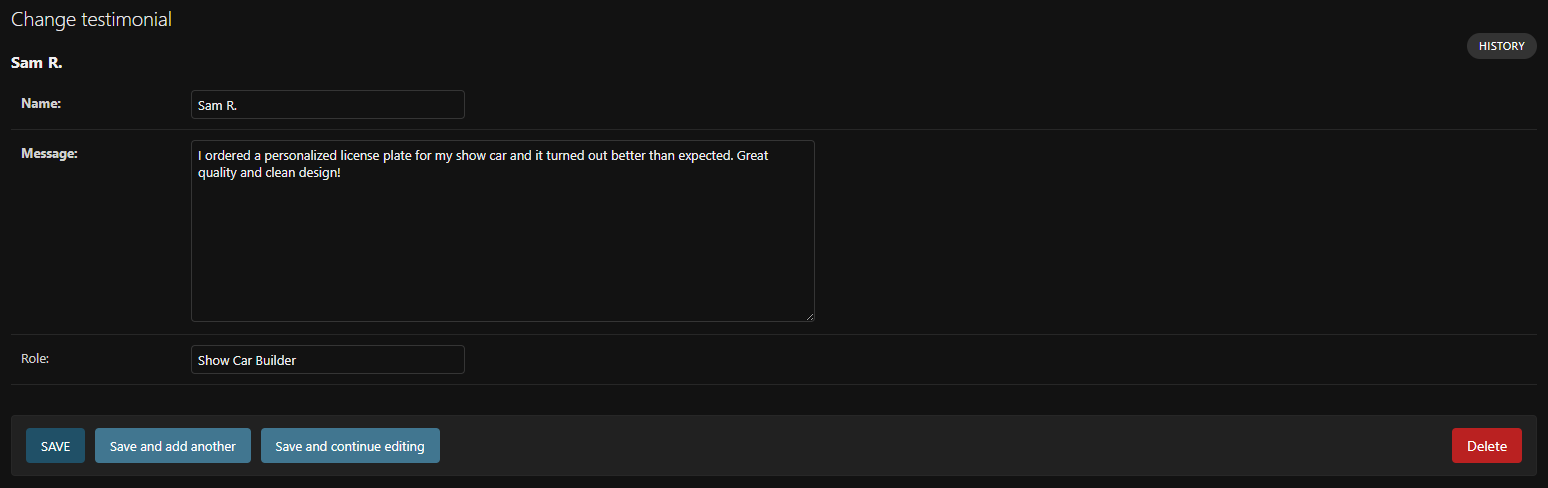 Change testimonial
HISTORY
Sam R.
Name:
Sam R.
Message:
I ordered a personalized license plate for my show car and it turned out better than expected. Great
quality and clean design!
Role:
Show Car Builder
SAVE
Save and add another
Save and continue editing
Delete